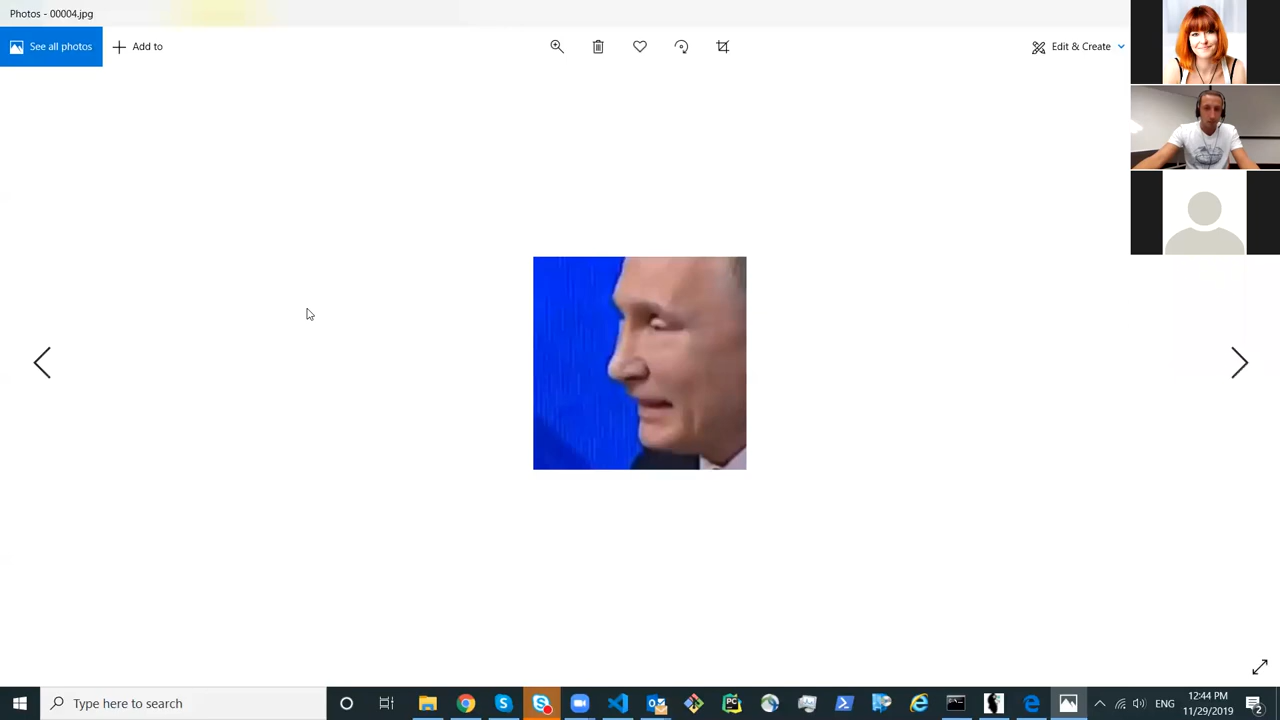 Photos - 00004.jpg
See all photos
Add to
Edit & Create
Type here to search
ENG
12:44 PM
11/29/2019
2